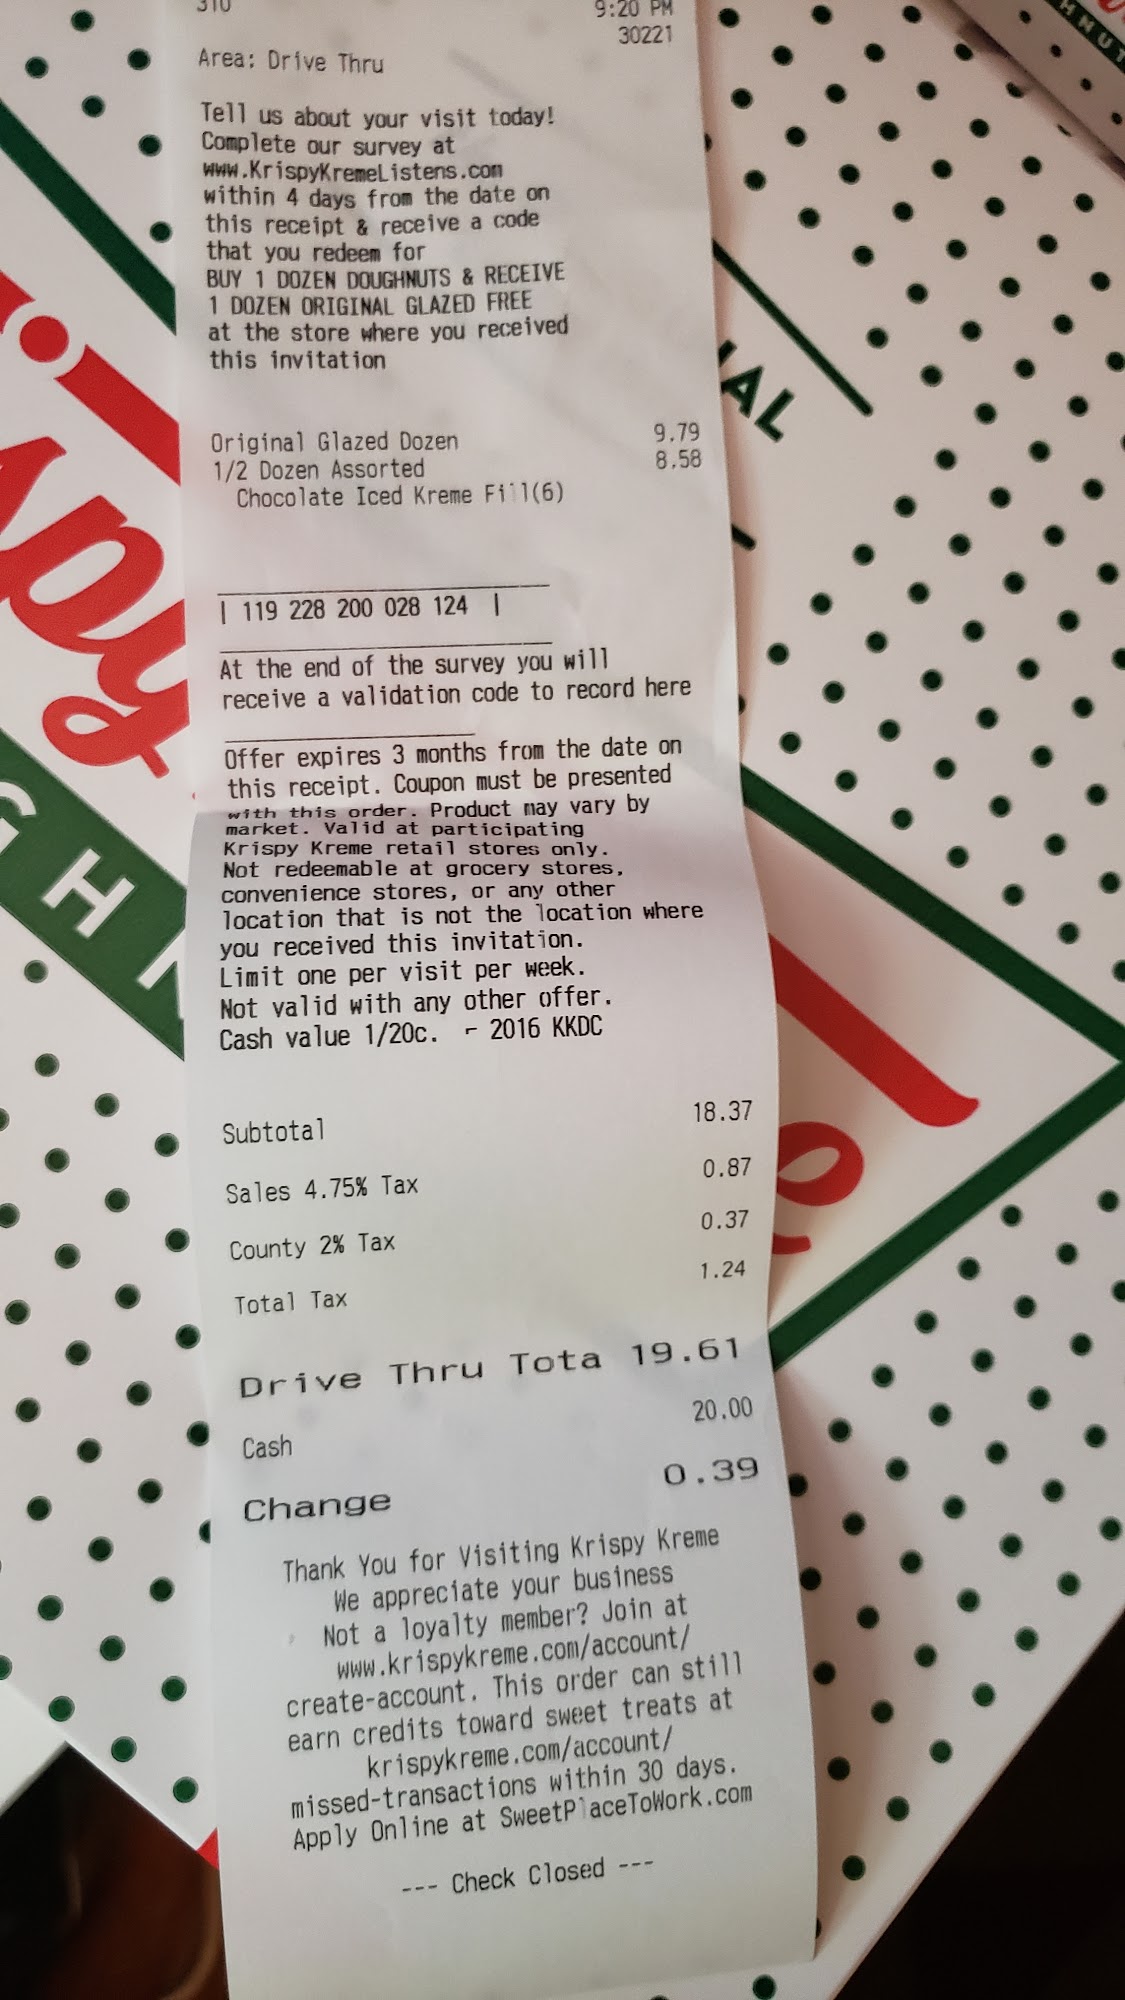 310 9:20 PM
30221
Area: Drive Thru
Tell us about your visit today!
Complete our survey at
www.KrispyKremeListens.com
within 4 days from the date on
this receipt & receive a code
that you redeem for
BUY 1 DOZEN DOUGHNUTS & RECEIVE
1 DOZEN ORIGINAL GLAZED FREE
at the store where you received
this invitation
Original Glazed Dozen 9.79
1/2 Dozen Assorted 8.58
Chocolate Iced Kreme Fill(6)
| 119 228 200 028 124 |
At the end of the survey you will
receive a validation code to record here
Offer expires 3 months from the date on
this receipt. Coupon must be presented
with this order. Product may vary by
market. Valid at participating
Krispy Kreme retail stores only.
Not redeemable at grocery stores,
convenience stores, or any other
location that is not the location where
you received this invitation.
Limit one per visit per week.
Not valid with any other offer.
Cash value 1/20c. ⌐ 2016 KKDC
Subtotal 18.37
Sales 4.75% Tax 0.87
County 2% Tax 0.37
Total Tax 1.24
Drive Thru Tota 19.61
Cash 20.00
Change 0.39
Thank You for Visiting Krispy Kreme
We appreciate your business
Not a loyalty member? Join at
www.krispykreme.com/account/
create-account. This order can still
earn credits toward sweet treats at
krispykreme.com/account/
missed-transactions within 30 days.
Apply Online at SweetPlaceToWork.com
--- Check Closed ---